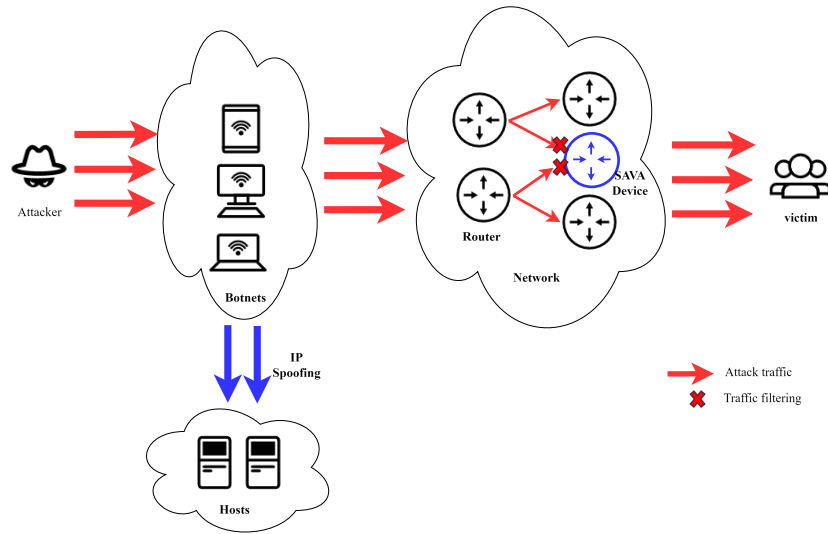 Attacker
Botnets
IP
Spoofing
Hosts
Router
Network
SAVA
Device
victim
Attack traffic
Traffic filtering